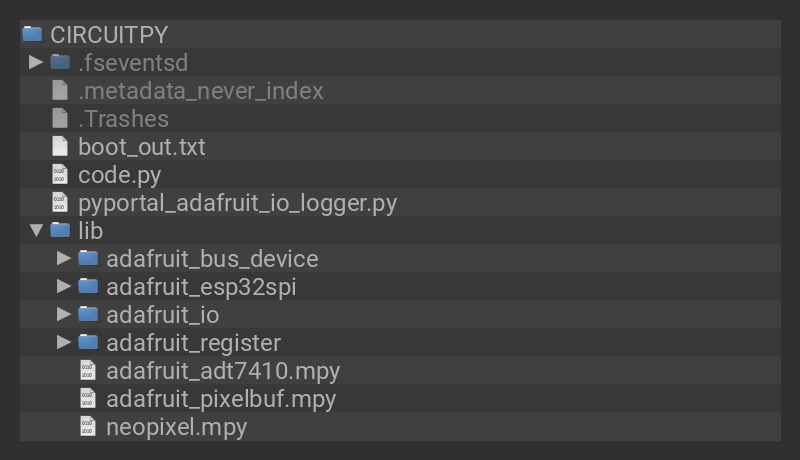 CIRCUITPY
.fseventsd
.metadata_never_index
.Trashes
boot_out.txt
code.py
pyportal_adafruit_io_logger.py
lib
adafruit_bus_device
adafruit_esp32spi
adafruit_io
adafruit_register
adafruit_adt7410.mpy
adafruit_pixelbuf.mpy
neopixel.mpy